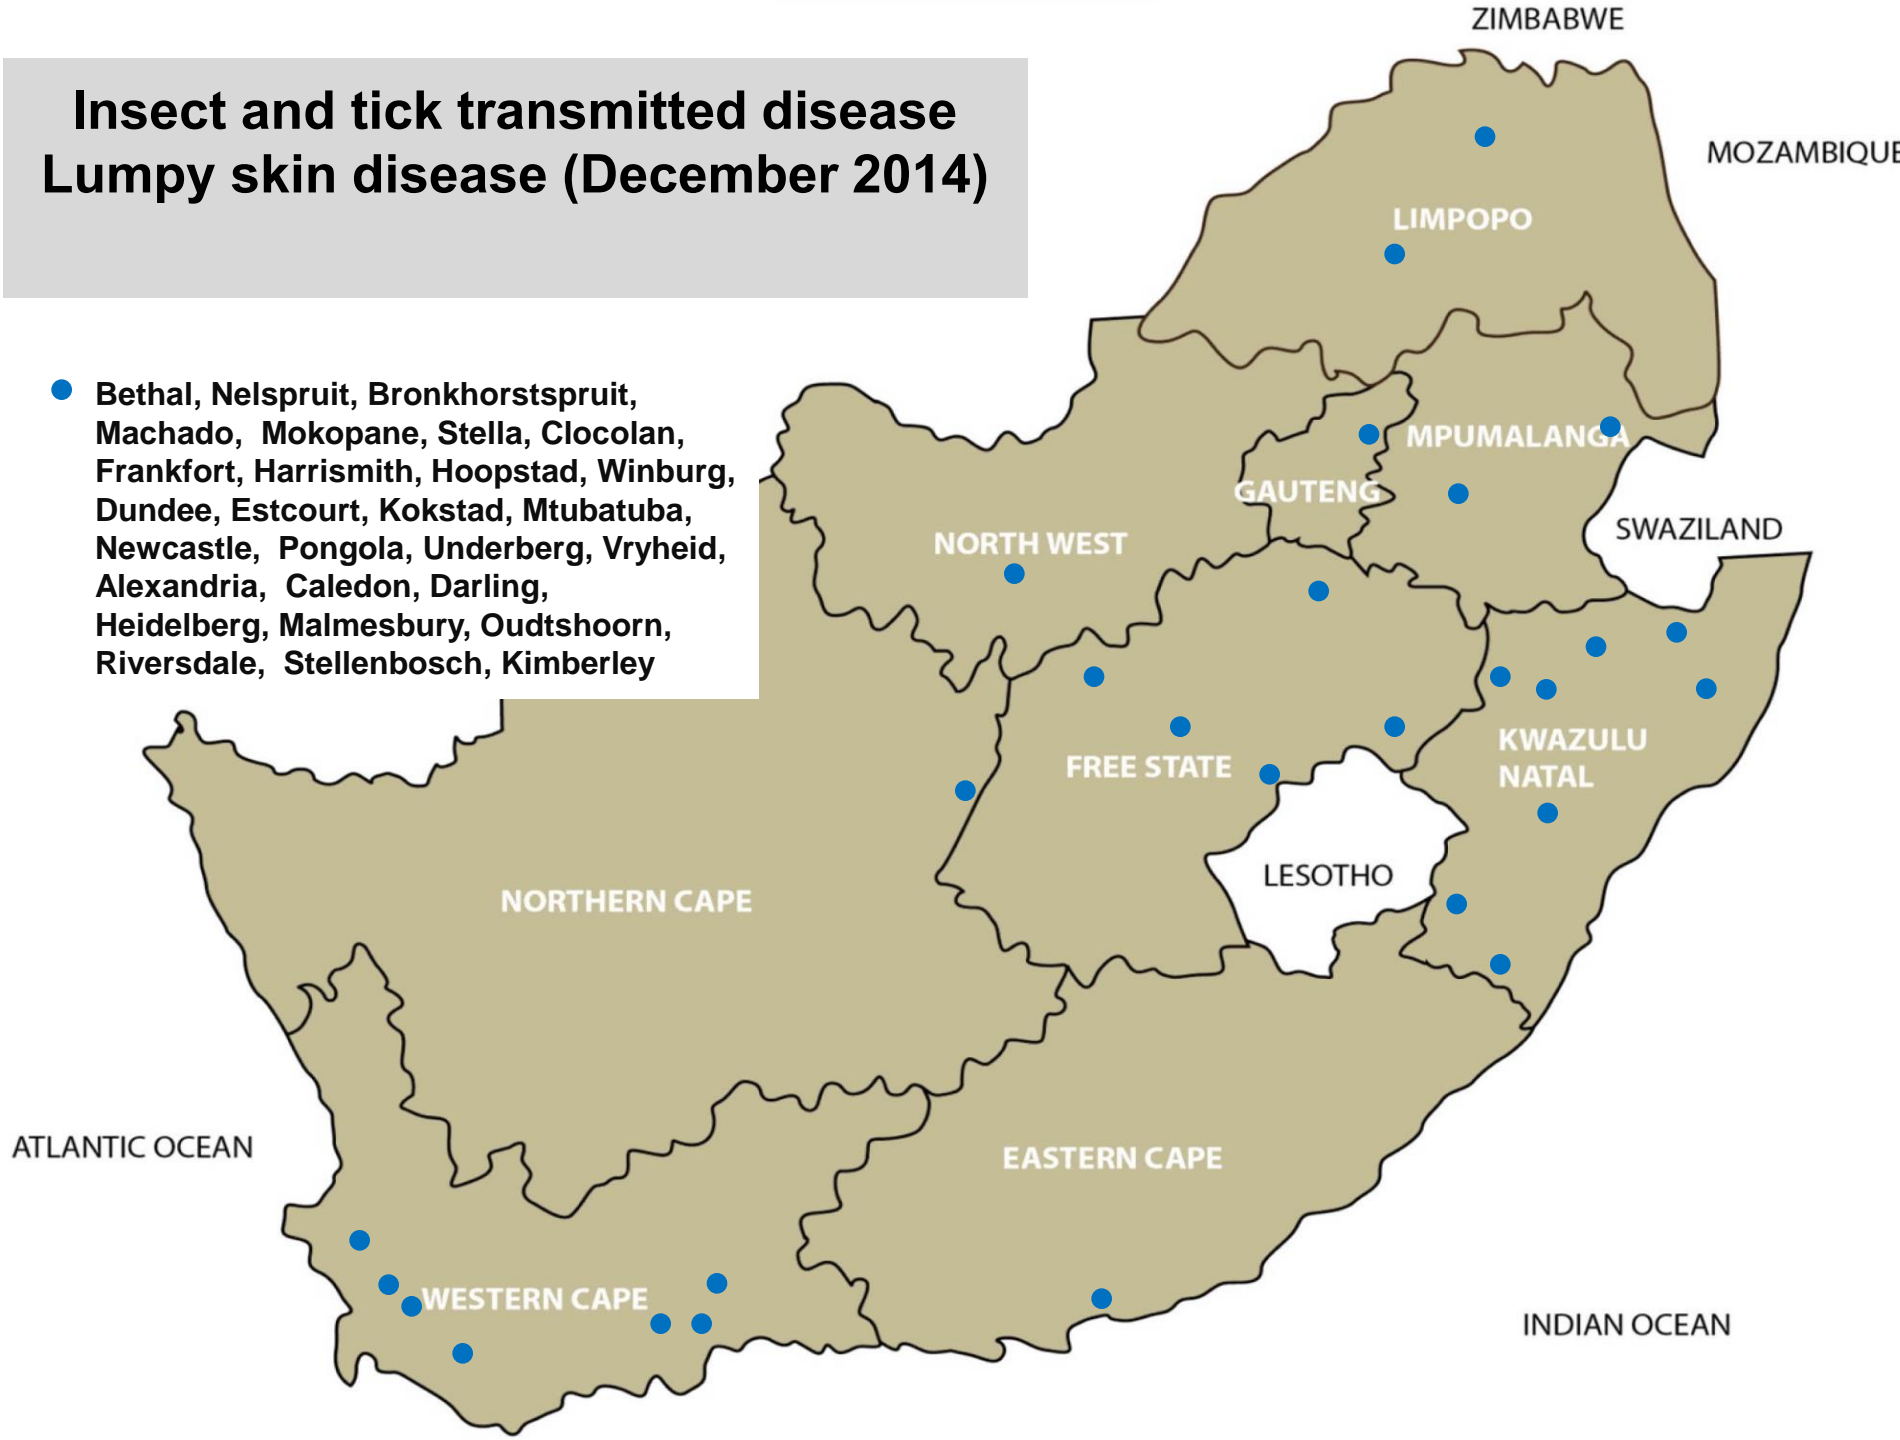 ZIMBABWE
Insect and tick transmitted disease
Lumpy skin disease (December 2014)
MOZAMBIQUE
LIMPOPO
Bethal, Nelspruit, Bronkhorstspruit,
Machado, Mokopane, Stella, Clocolan,
Frankfort, Harrismith, Hoopstad, Winburg,
Dundee, Estcourt, Kokstad, Mtubatuba,
Newcastle, Pongola, Underberg, Vryheid,
Alexandria, Caledon, Darling,
Heidelberg, Malmesbury, Oudtshoorn,
Riversdale, Stellenbosch, Kimberley
MPUMALANGA
GAUTENG
SWAZILAND
NORTH WEST
KWAZULU
NATAL
FREE STATE
LESOTHO
NORTHERN CAPE
ATLANTIC OCEAN
EASTERN CAPE
WESTERN CAPE
INDIAN OCEAN